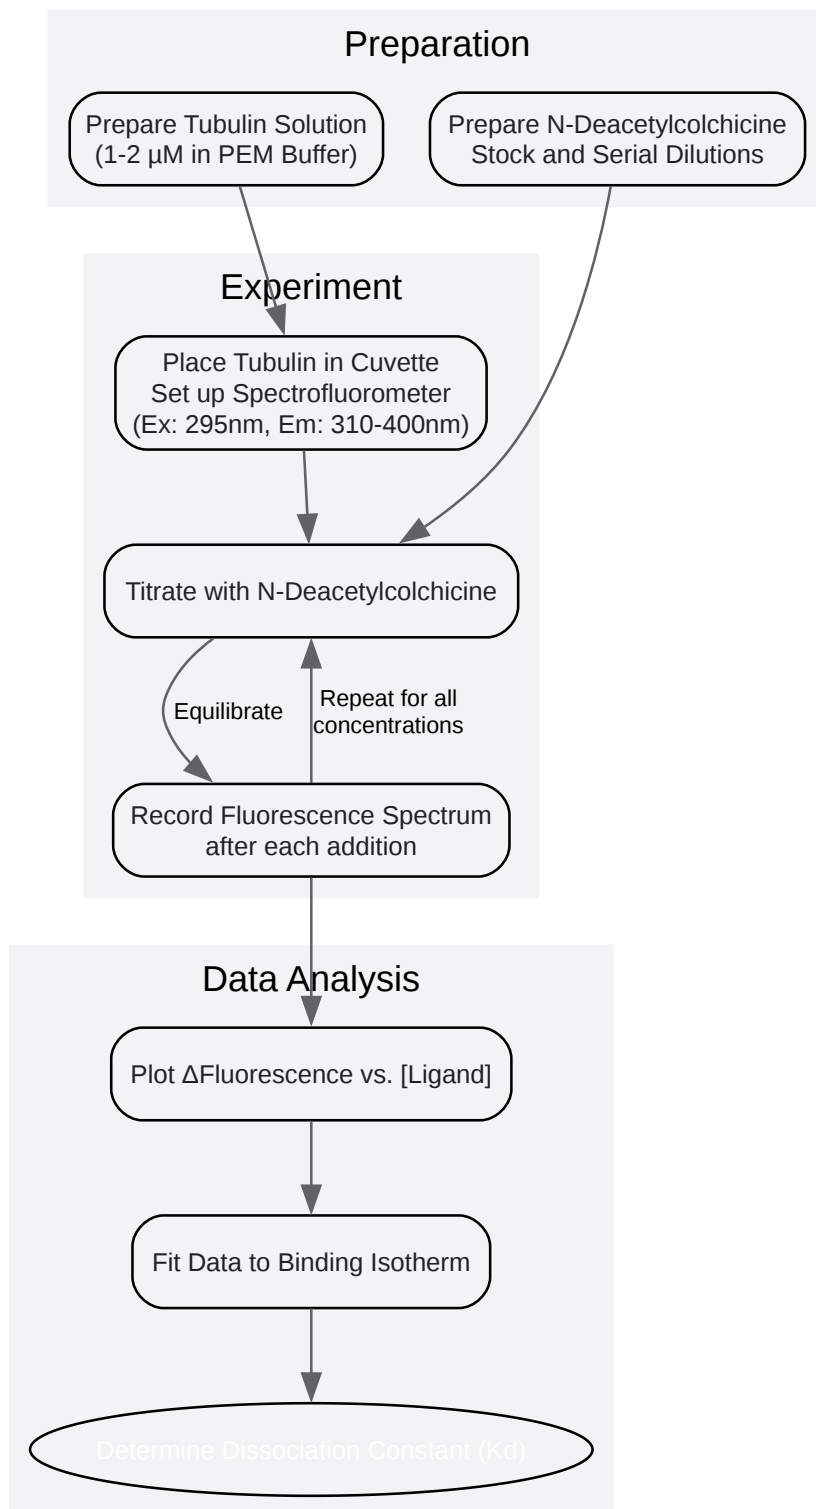 Preparation
Prepare Tubulin Solution
(1-2 µM in PEM Buffer)
Prepare N-Deacetylcolchicine
Stock and Serial Dilutions
Experiment
Place Tubulin in Cuvette
Set up Spectrofluorometer
(Ex: 295nm, Em: 310-400nm)
Titrate with N-Deacetylcolchicine
Equilibrate
Repeat for all
concentrations
Record Fluorescence Spectrum
after each addition
Data Analysis
Plot ΔFluorescence vs. [Ligand]
Fit Data to Binding Isotherm
Determine Dissociation Constant (Kd)